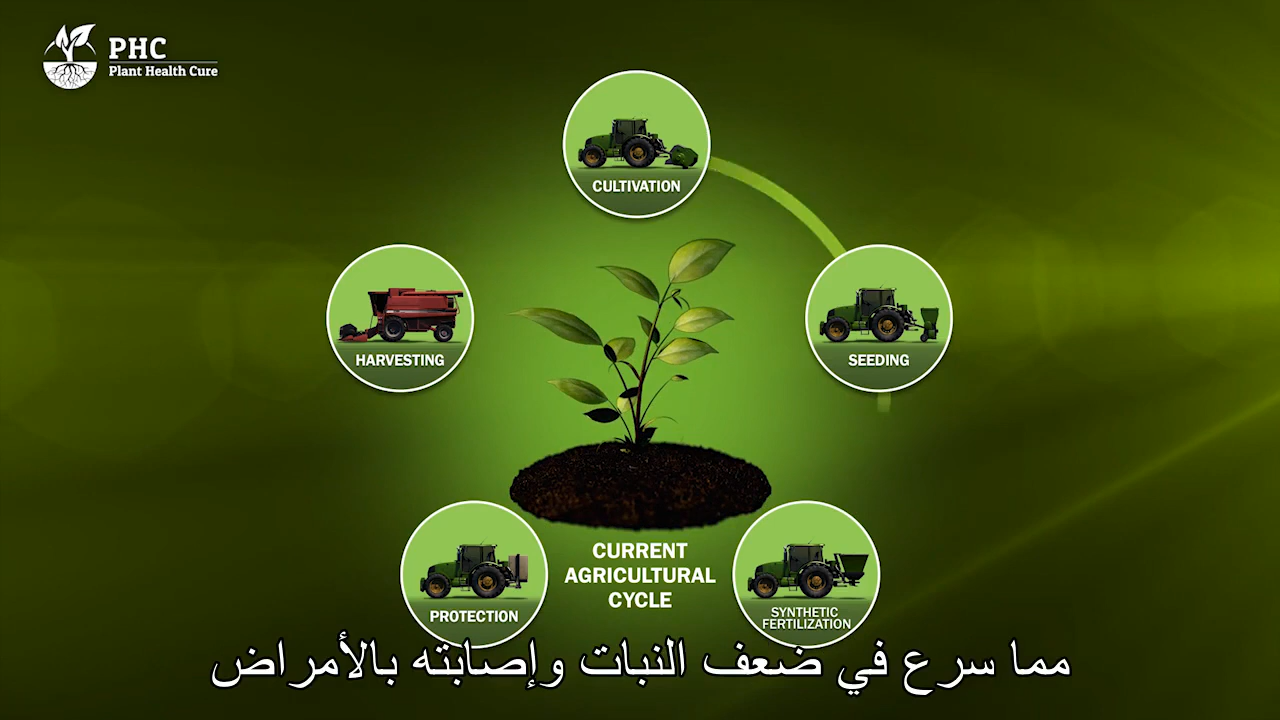 PHC
Plant Health Cure
CULTIVATION
HARVESTING
SEEDING
CURRENT
AGRICULTURAL
CYCLE
PROTECTION
SYNTHETIC
FERTILIZATION
مما سرع في ضعف النبات وإصابته بالأمراض